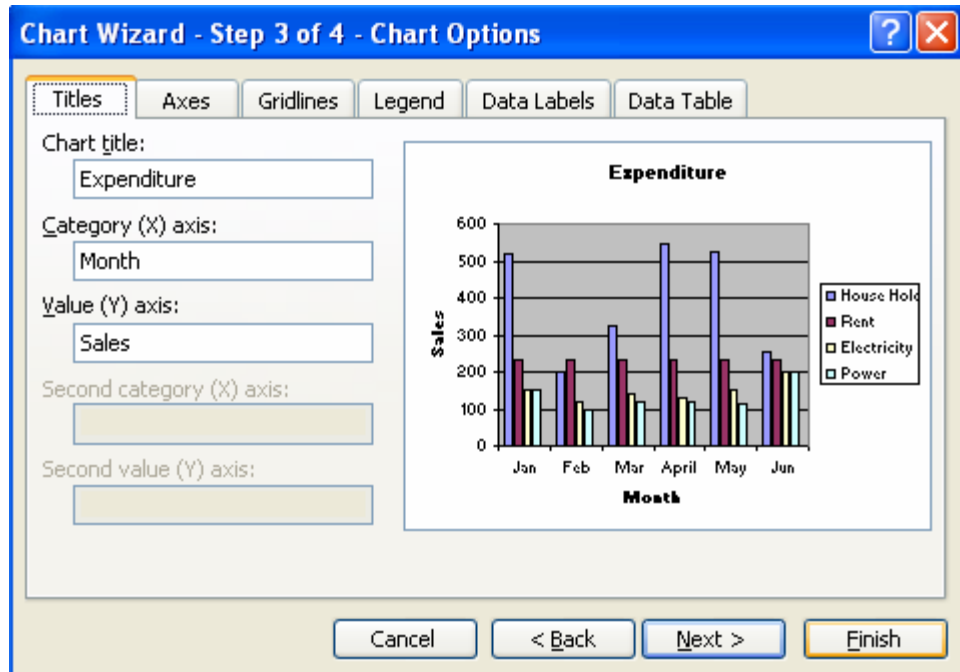 Chart Wizard - Step 3 of 4 - Chart Options
Titles Axes Gridlines Legend Data Labels Data Table
Chart title:
Expenditure
Category (X) axis:
Month
Value (Y) axis:
Sales
Second category (X) axis:
Second value (Y) axis:
Expenditure
600
500
400
300
200
100
0
Sales
Jan Feb Mar April May Jun
Month
House Hold
Rent
Electricity
Power
Cancel < Back Next > Finish